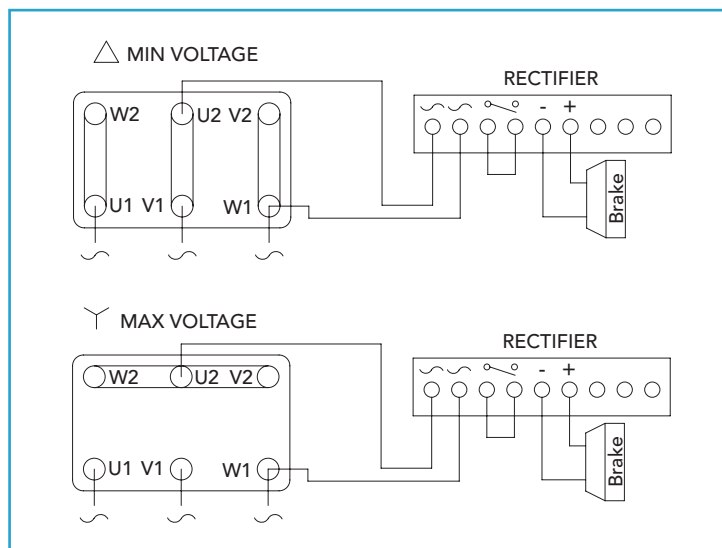 △ MIN VOLTAGE
RECTIFIER
- +
W2 U2 V2
U1 V1 W1
Brake
MAX VOLTAGE
RECTIFIER
- +
W2 U2 V2
U1 V1 W1
Brake